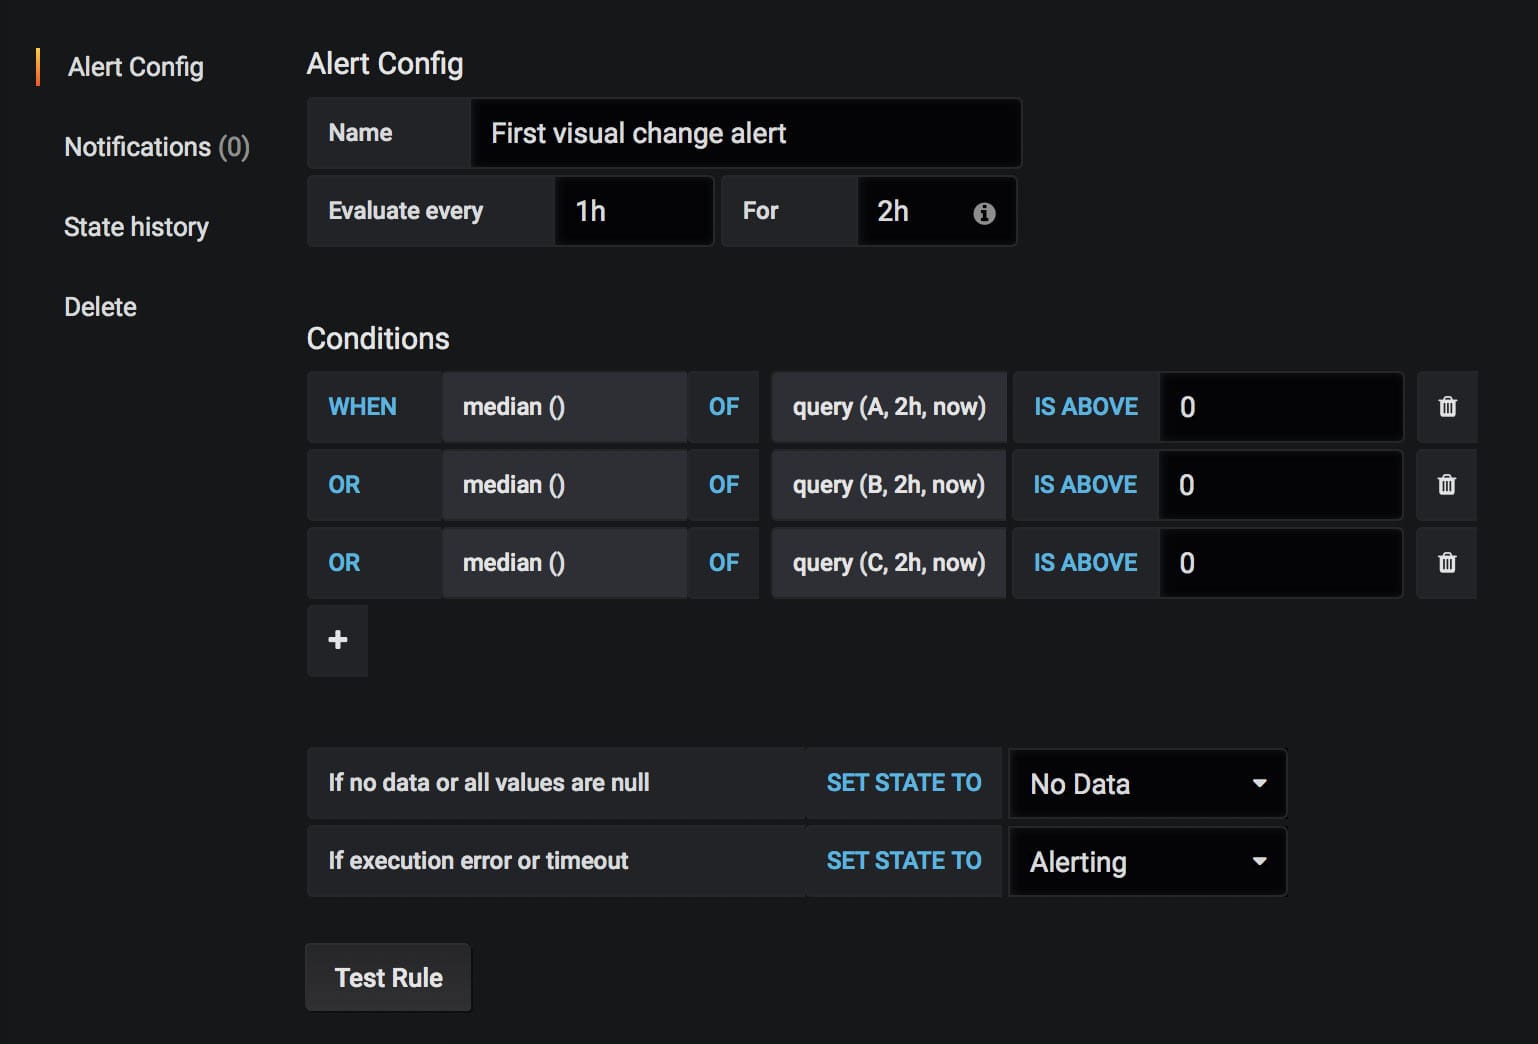 Alert Config
Notifications (0)
State history
Delete
Alert Config
Name First visual change alert
Evaluate every 1h For 2h
Conditions
WHEN median () OF query (A, 2h, now) IS ABOVE 0
OR median () OF query (B, 2h, now) IS ABOVE 0
OR median () OF query (C, 2h, now) IS ABOVE 0
+
If no data or all values are null SET STATE TO No Data
If execution error or timeout SET STATE TO Alerting
Test Rule